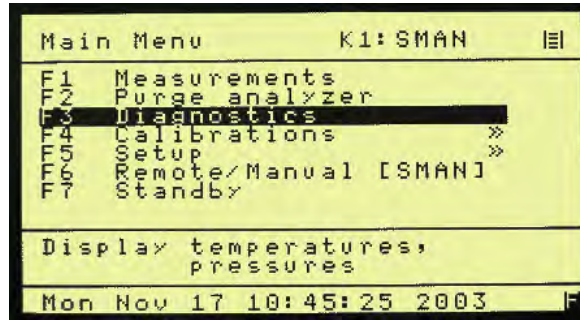 Main Menu K1:SMAN
F1 Measurements
F2 Purge analyzer
F3 Diagnostics
F4 Calibrations »
F5 Setup »
F6 Remote/Manual [SMAN]
F7 Standby
Display temperatures,
pressures
Mon Nov 17 10:45:25 2003